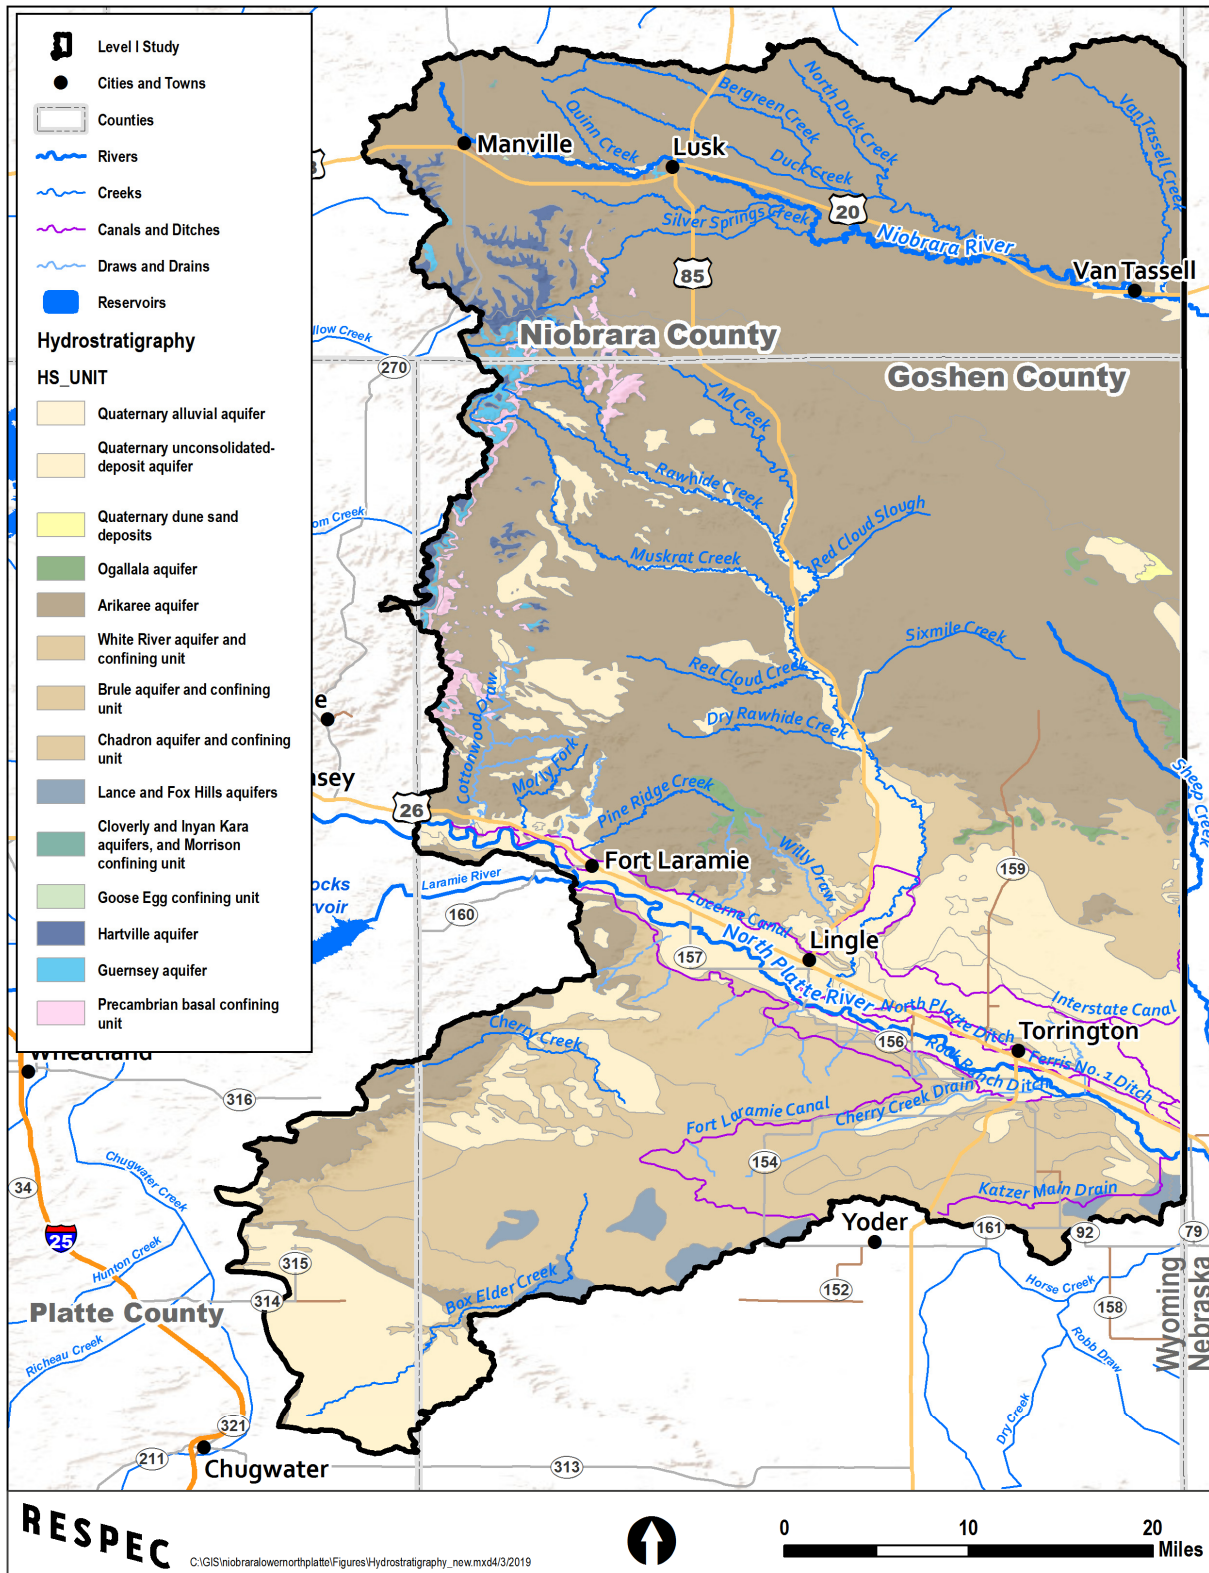 Level I Study
Cities and Towns
Counties
Rivers
Creeks
Canals and Ditches
Draws and Drains
Reservoirs
Hydrostratigraphy
HS_UNIT
Quaternary alluvial aquifer
Quaternary unconsolidated-
deposit aquifer
Quaternary dune sand
deposits
Ogallala aquifer
Arikaree aquifer
White River aquifer and
confining unit
Brule aquifer and confining
unit
Chadron aquifer and confining
unit
Lance and Fox Hills aquifers
Cloverly and Inyan Kara
aquifers, and Morrison
confining unit
Goose Egg confining unit
Hartville aquifer
Guernsey aquifer
Precambrian basal confining
unit
Manville
Lusk
Quinn Creek
Bergreen Creek
North Duck Creek
Duck Creek
Van Tassell Creek
Silver Springs Creek
20
Niobrara River
Van Tassell
85
Niobrara County
Goshen County
llow Creek
270
J M Creek
Rawhide Creek
Muskrat Creek
Red Cloud Slough
om Creek
Sixmile Creek
Red Cloud Creek
Dry Rawhide Creek
Cottonwood Draw
Molly Fork
Pine Ridge Creek
Willy Draw
Sheep Creek
e
nsey
26
Fort Laramie
159
Laramie River
ocks
rvoir
160
Lucerne Canal
Lingle
157
North Platte River
North Platte Ditch
Interstate Canal
Torrington
156
Rock Ranch Ditch
Ferris No. 1 Ditch
Cherry Creek
Wheatland
316
Fort Laramie Canal
Cherry Creek Drain
154
Katzer Main Drain
Chugwater Creek
34
25
Hunton Creek
315
314
Platte County
Richeau Creek
Box Elder Creek
Yoder
161
92
79
152
Horse Creek
158
Robb Draw
Dry Creek
Wyoming
Nebraska
321
211
Chugwater
313
RESPEC
C:\GIS\niobraralowernorthplatte\Figures\Hydrostratigraphy_new.mxd4/3/2019
0 10 20
Miles